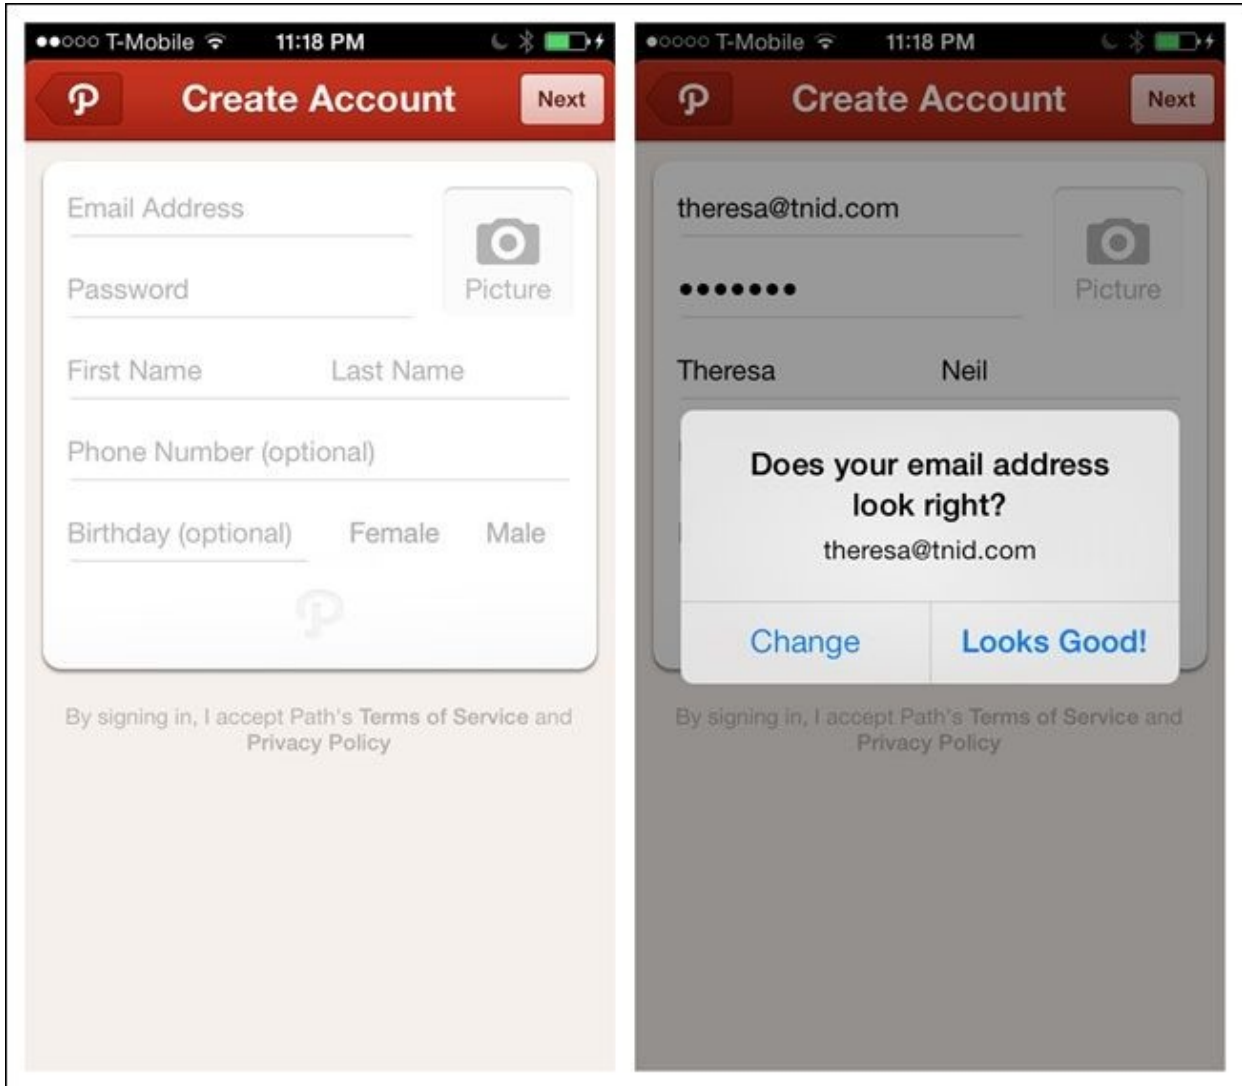 T-Mobile 11:18 PM
Create Account Next
Email Address
Password
Picture
First Name Last Name
Phone Number (optional)
Birthday (optional) Female Male
By signing in, I accept Path's Terms of Service and
Privacy Policy
T-Mobile 11:18 PM
Create Account Next
theresa@tnid.com
•••••••
Picture
Theresa Neil
Does your email address
look right?
theresa@tnid.com
Change Looks Good!
By signing in, I accept Path's Terms of Service and
Privacy Policy